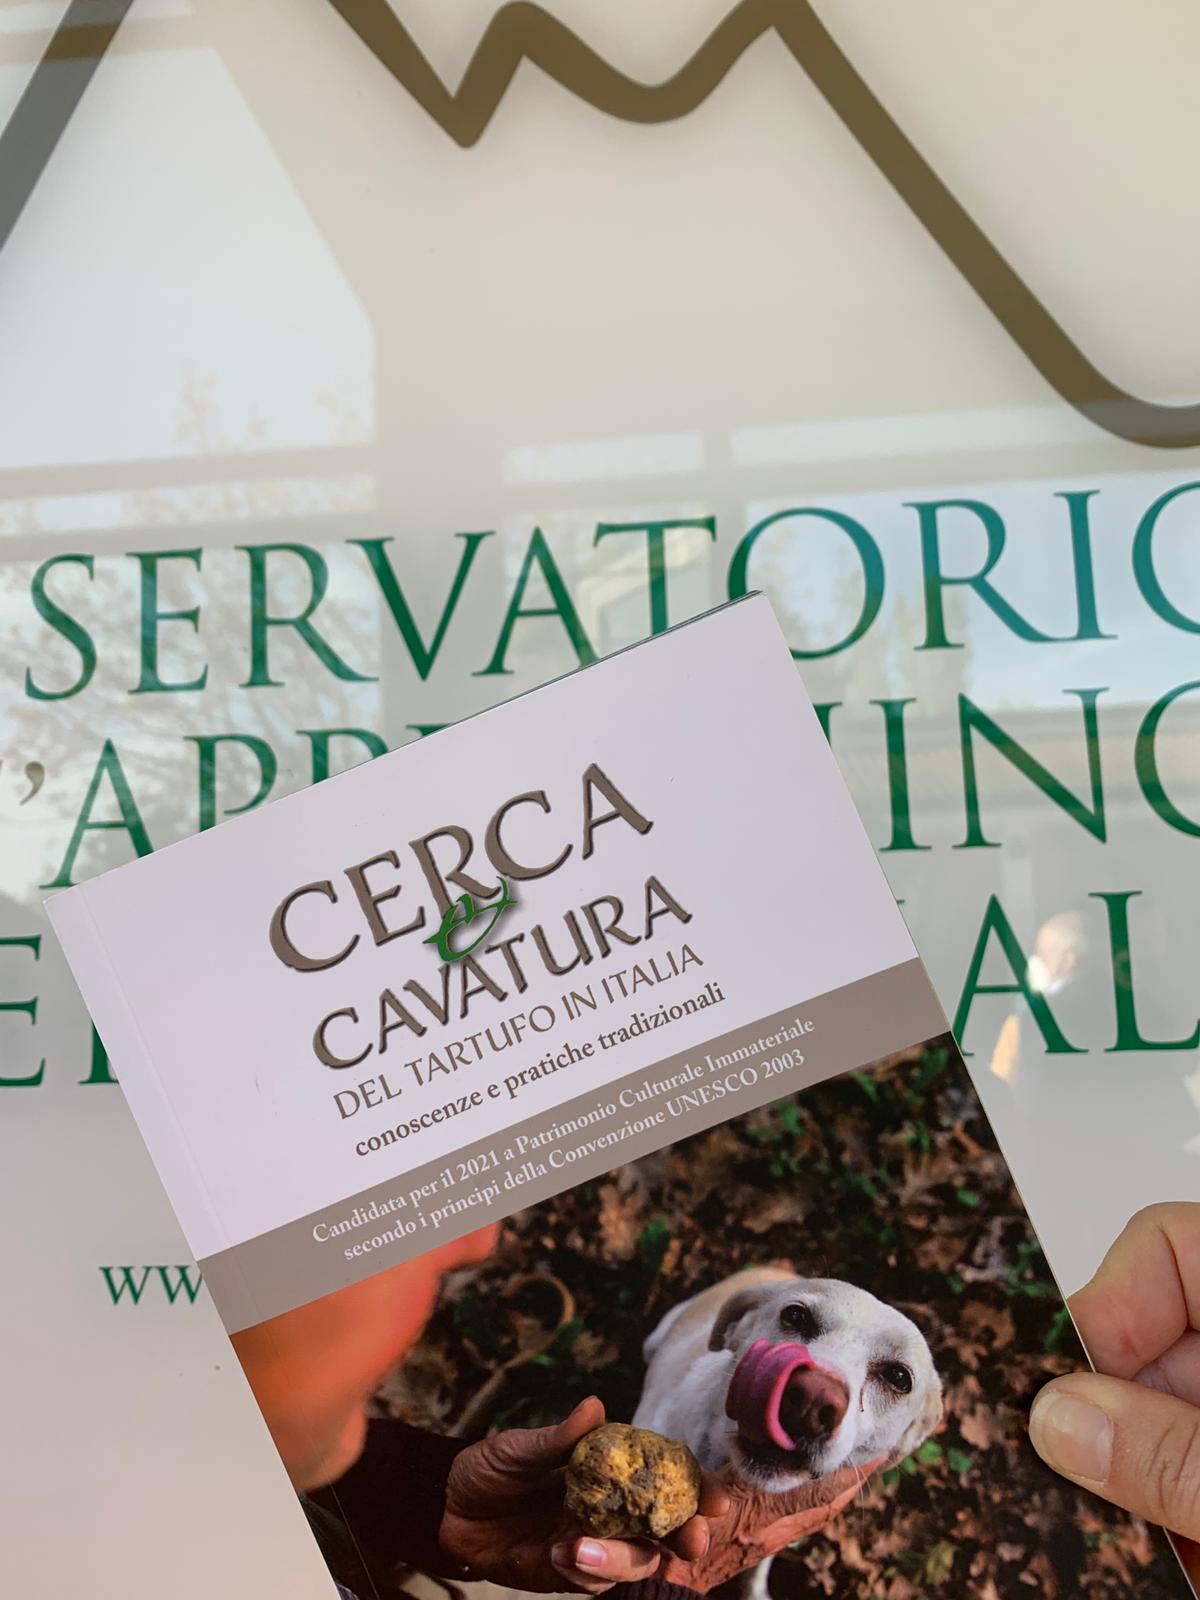 SERVATORIO
CERCA
&
CAVATURA
DEL TARTUFO IN ITALIA
conoscenze e pratiche tradizionali
Candidata per il 2021 a Patrimonio Culturale Immateriale
secondo i principi della Convenzione UNESCO 2003